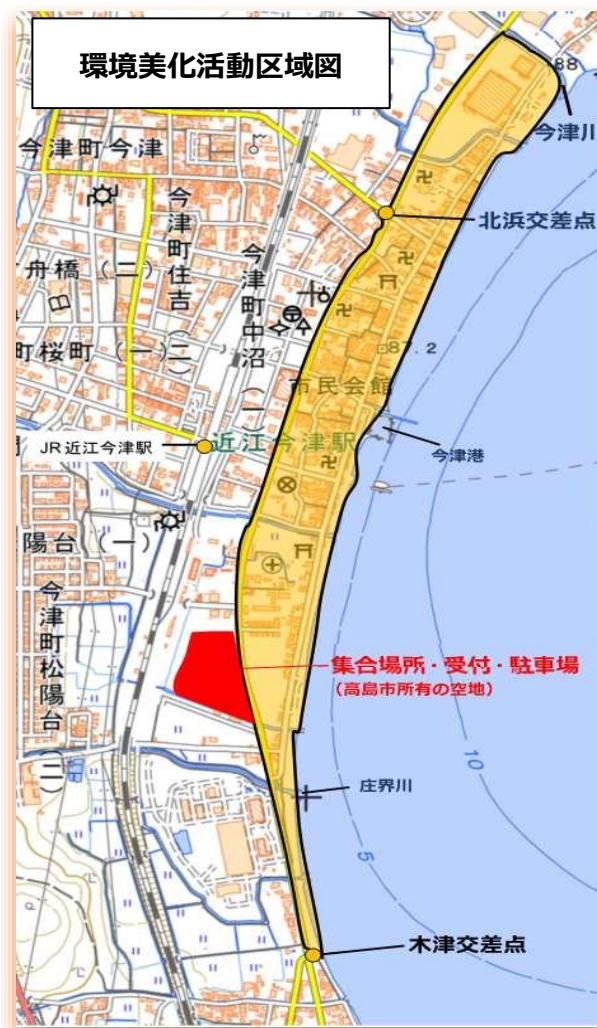 環境美化活動区域図
88
今津川
今津町今津
北浜交差点
今津町住吉(二)
舟橋(二)
今津町中沼(一)
87.2
町桜町(一)
市民会館
JR近江今津駅
近江今津駅
今津港
陽台(一)
今津町松陽台(二)
集合場所・受付・駐車場
(高島市所有の空地)
10
庄界川
5
木津交差点